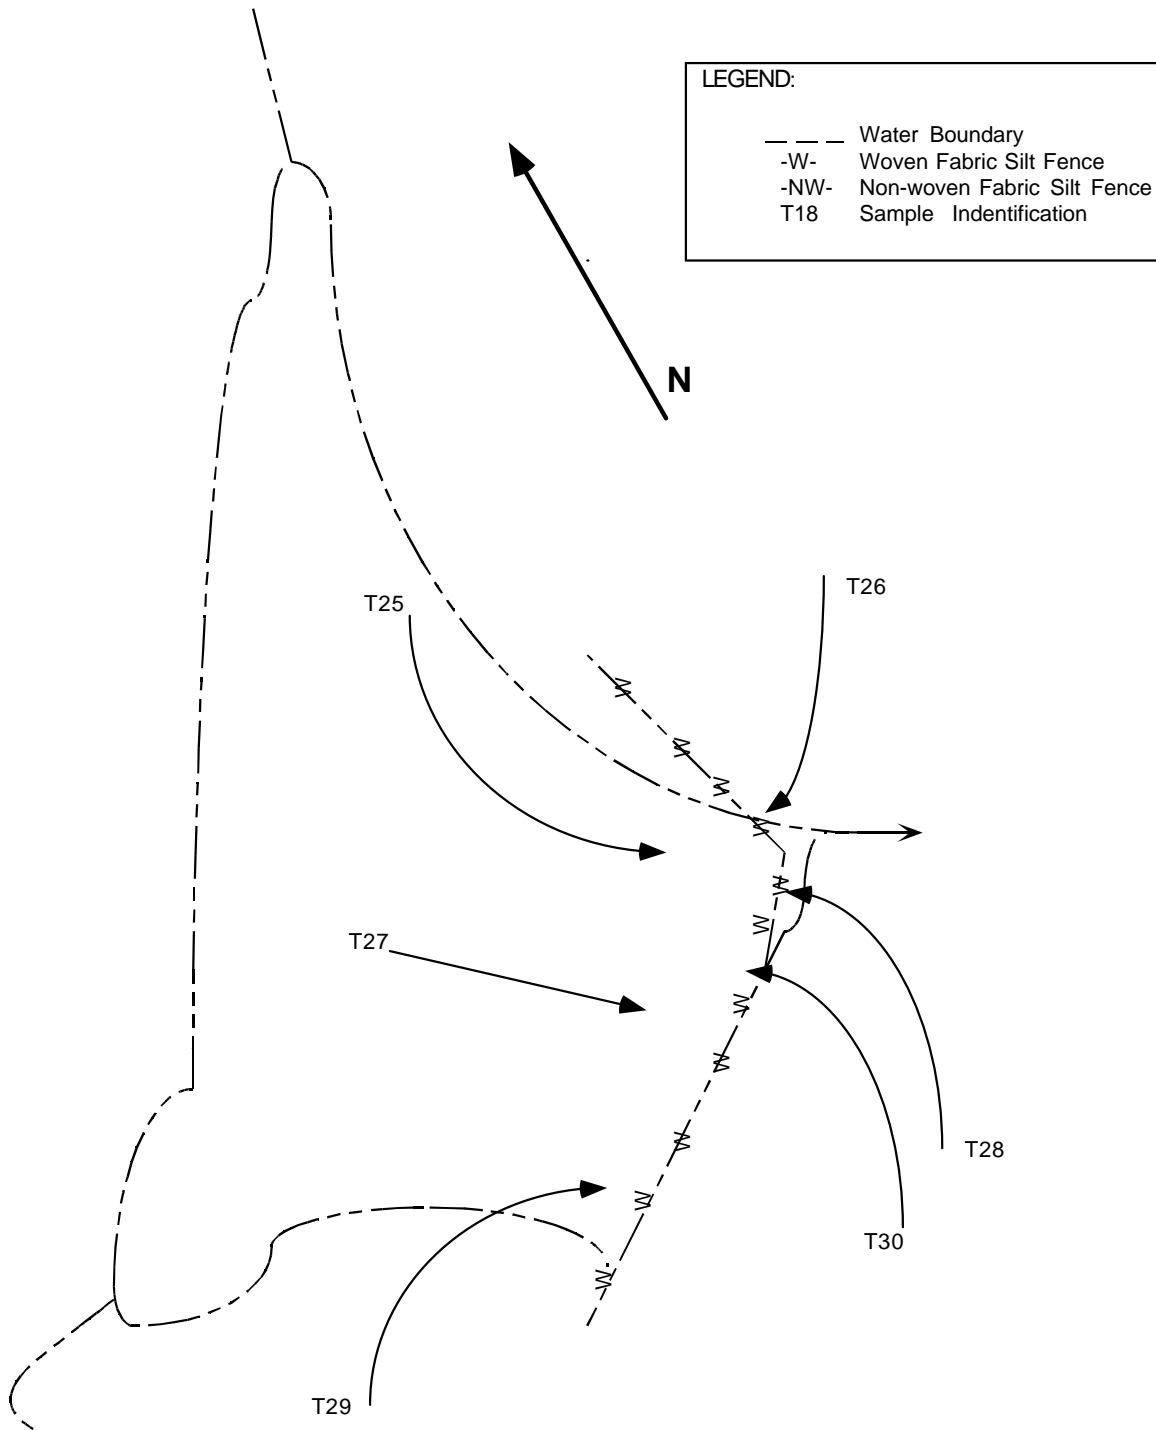 LEGEND:
Water Boundary
-W- Woven Fabric Silt Fence
-NW- Non-woven Fabric Silt Fence
T18 Sample Indentification
N
T26
T25
W
W
W
W
W
W
T27
W
W
W
T28
W
T30
W
T29